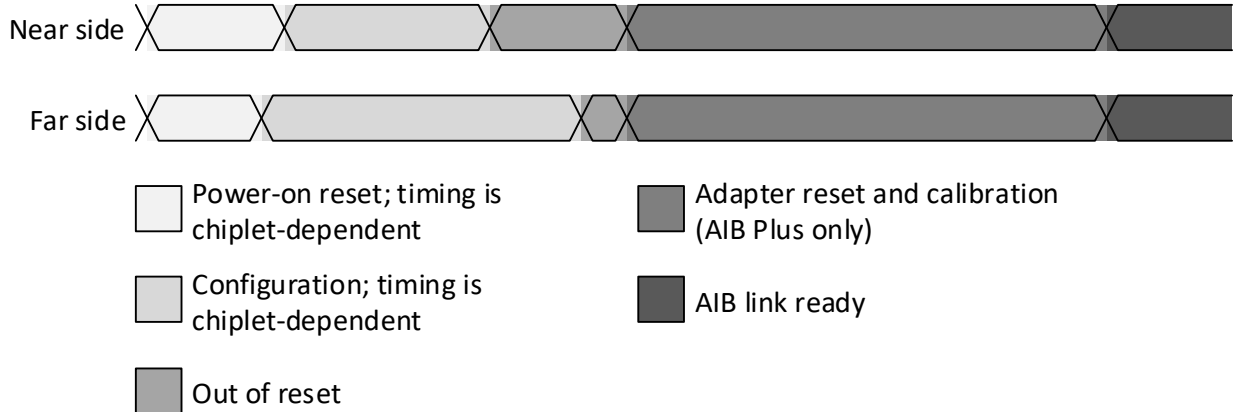 Near side
Far side
Power-on reset; timing is
chiplet-dependent
Configuration; timing is
chiplet-dependent
Out of reset
Adapter reset and calibration
(AIB Plus only)
AIB link ready